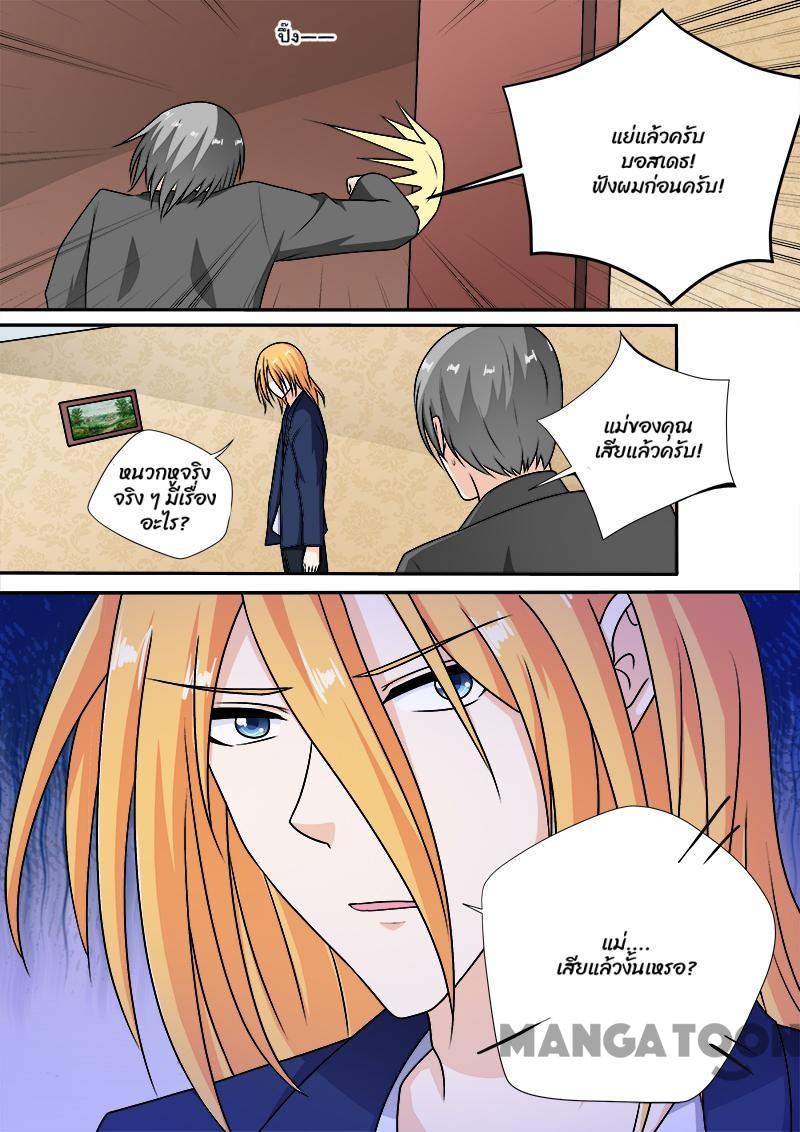 ปึ๊ง——
แย่แล้วครับ
บอสเดธ!
ฟังผมก่อนครับ!
หนวกหูจริง
จริง ๆ มีเรื่อง
อะไร?
แม่ของคุณ
เสียแล้วครับ!
แม่....
เสียแล้วงั้นเหรอ?
MANGATOON